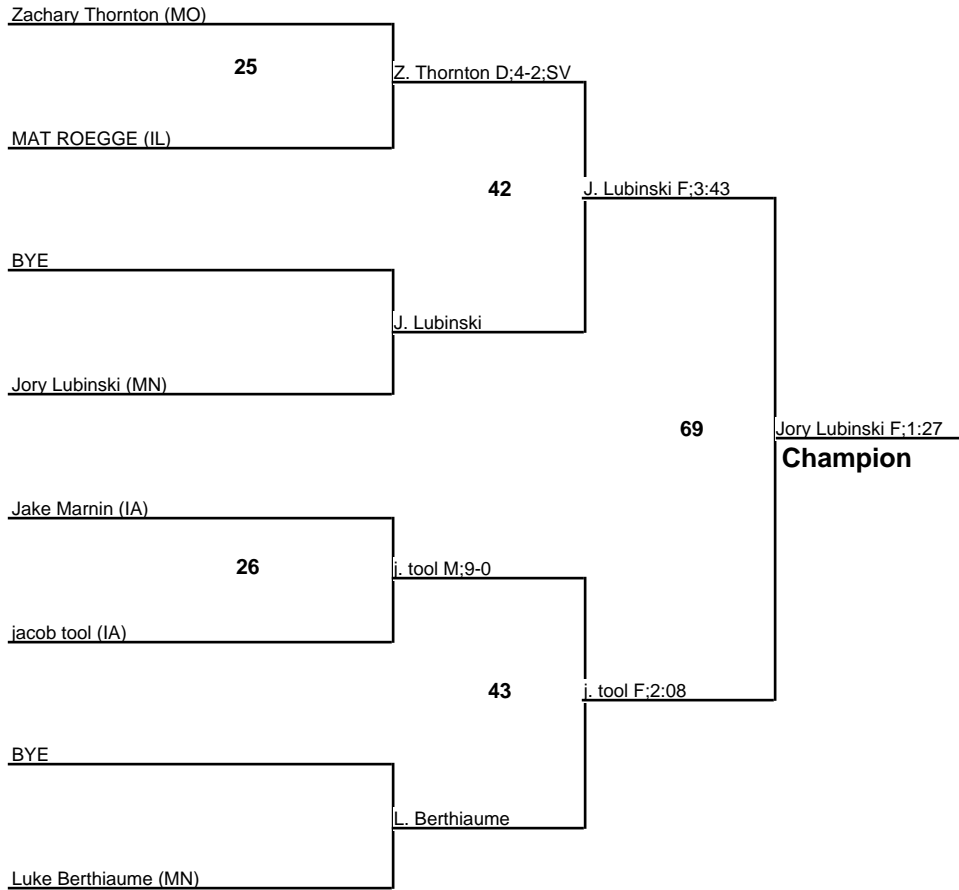 Zachary Thornton (MO)
25
Z. Thornton D;4-2;SV
MAT ROEGGE (IL)
42
J. Lubinski F;3:43
BYE
J. Lubinski
Jory Lubinski (MN)
69
Jory Lubinski F;1:27
Champion
Jake Marnin (IA)
26
j. tool M;9-0
jacob tool (IA)
43
j. tool F;2:08
BYE
L. Berthiaume
Luke Berthiaume (MN)